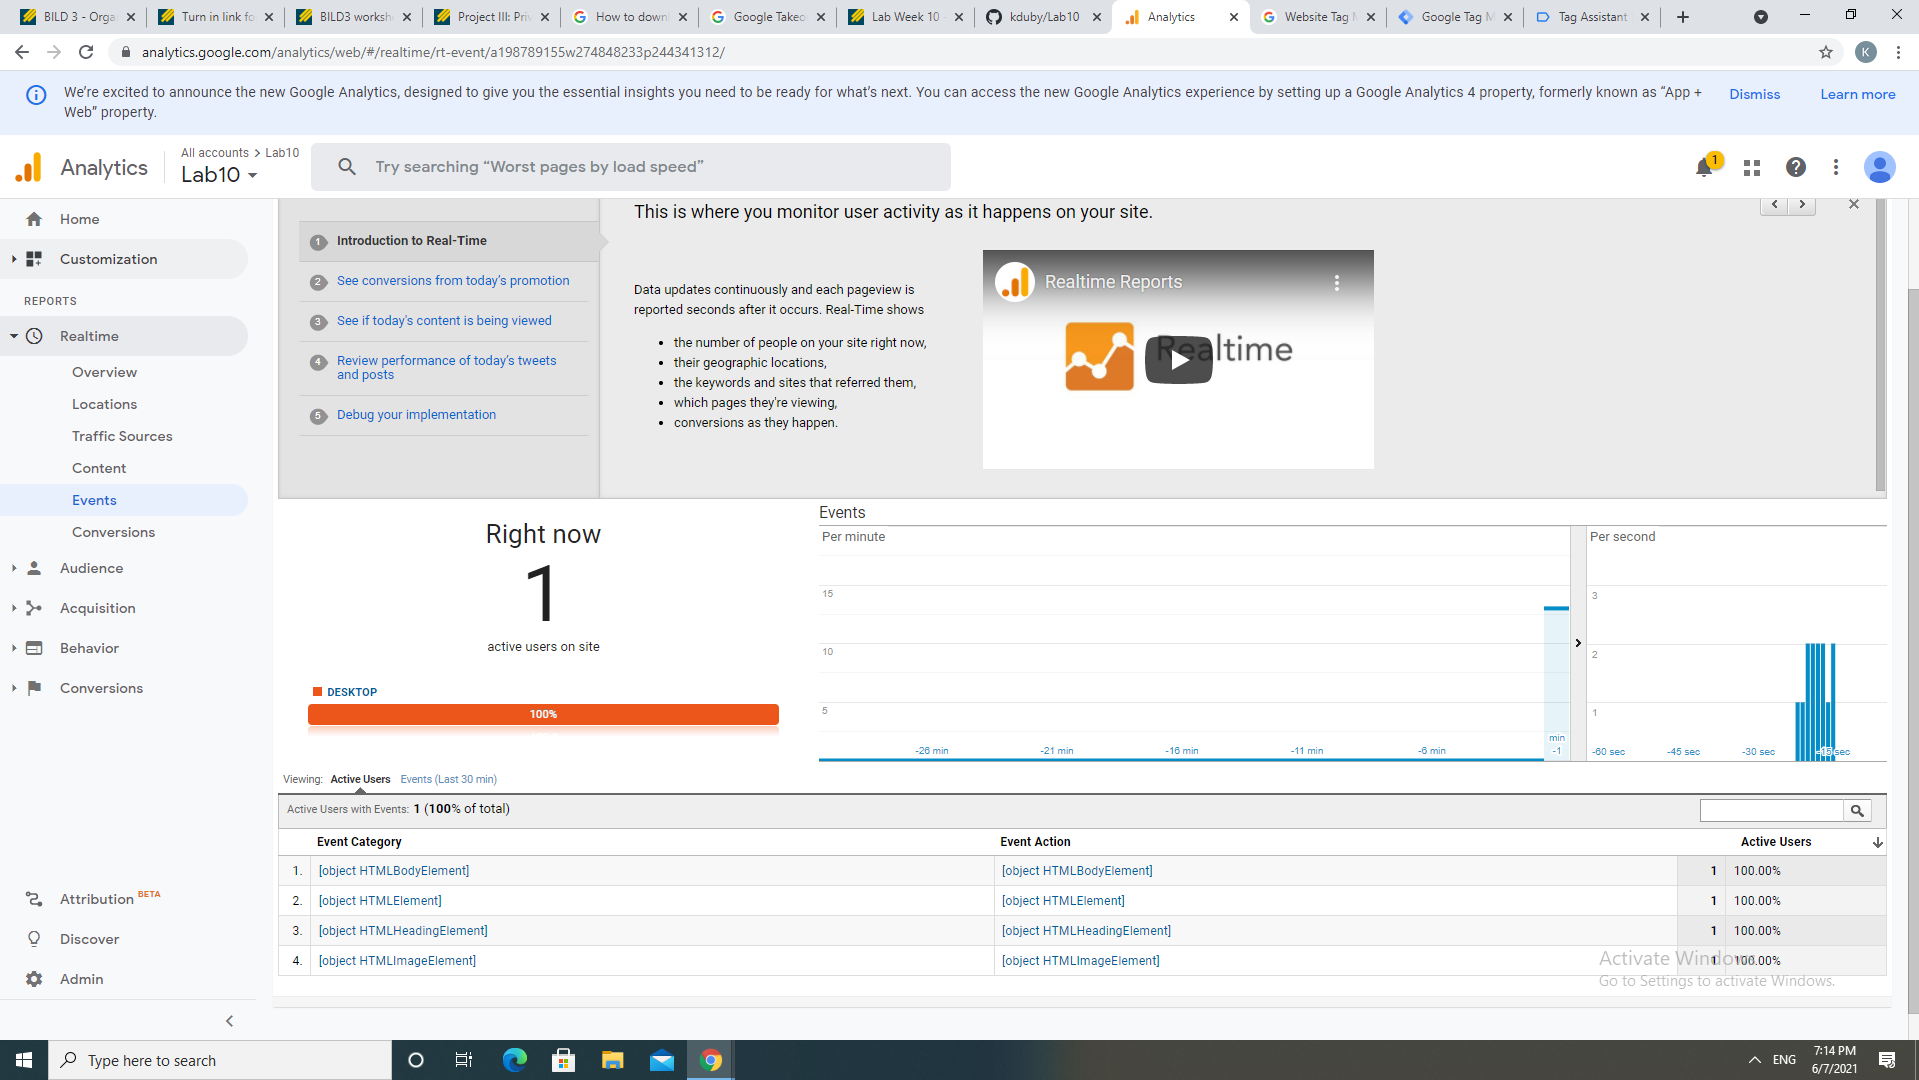 BILD 3 - Orga
Turn in link fo
BILD3 worksh
Project III: Pri
How to down
Google Takeo
Lab Week 10 -
kduby/Lab10
Analytics
Website Tag M
Google Tag M
Tag Assistant
analytics.google.com/analytics/web/#/realtime/rt-event/a198789155w274848233p244341312/
K
We're excited to announce the new Google Analytics, designed to give you the essential insights you need to be ready for what's next. You can access the new Google Analytics experience by setting up a Google Analytics 4 property, formerly known as “App +
Web” property.
Dismiss
Learn more
Analytics
All accounts > Lab10
Lab10
Try searching “Worst pages by load speed”
1
Home
Customization
REPORTS
Realtime
Overview
Locations
Traffic Sources
Content
Events
Conversions
Audience
Acquisition
Behavior
Conversions
Attribution BETA
Discover
Admin
1 Introduction to Real-Time
2 See conversions from today's promotion
3 See if today's content is being viewed
4 Review performance of today's tweets
and posts
5 Debug your implementation
This is where you monitor user activity as it happens on your site.
Data updates continuously and each pageview is
reported seconds after it occurs. Real-Time shows
• the number of people on your site right now,
• their geographic locations,
• the keywords and sites that referred them,
• which pages they're viewing,
• conversions as they happen.
Realtime Reports
Realtime
Right now
1
active users on site
DESKTOP
100%
Events
Per minute
15
10
5
-26 min
-21 min
-16 min
-11 min
-6 min
min
-1
Per second
3
2
1
-60 sec
-45 sec
-30 sec
-15 sec
Viewing: Active Users Events (Last 30 min)
Active Users with Events: 1 (100% of total)
Event Category Event Action Active Users
1. [object HTMLBodyElement] [object HTMLBodyElement] 1 100.00%
2. [object HTMLElement] [object HTMLElement] 1 100.00%
3. [object HTMLHeadingElement] [object HTMLHeadingElement] 1 100.00%
4. [object HTMLImageElement] [object HTMLImageElement] 1 100.00%
Activate Windows
Go to Settings to activate Windows.
Type here to search
ENG
7:14 PM
6/7/2021